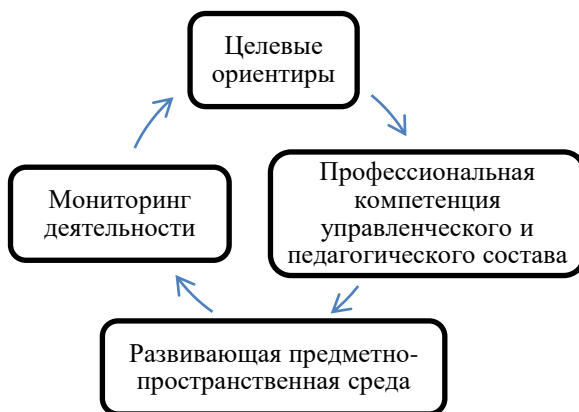 Целевые
ориентиры
Профессиональная
компетенция
управленческого и
педагогического состава
Мониторинг
деятельности
Развивающая предметно-
пространственная среда